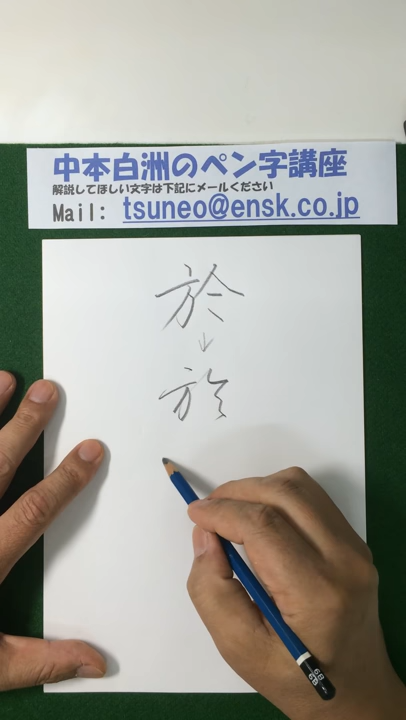 中本白洲のペン字講座
解説してほしい文字は下記にメールください
Mail: tsuneo@ensk.co.jp
於
↓
於
6B